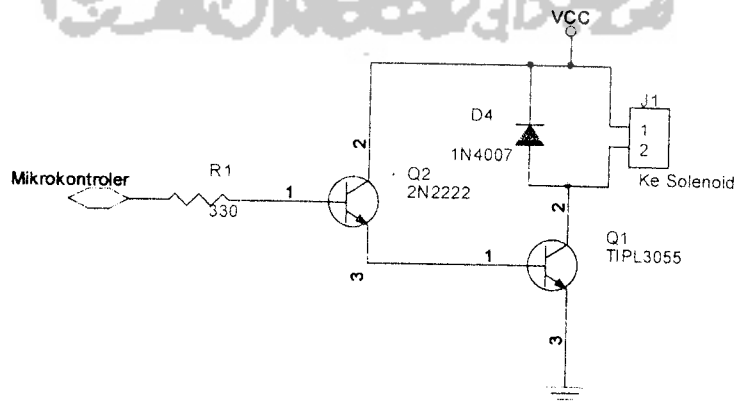 VCC
J1
D4
1
2
1N4007
2
Ke Solenoid
R1
Q2
2N2222
Mikrokontroler
1
330
2
Q1
TIPL3055
1
3
3